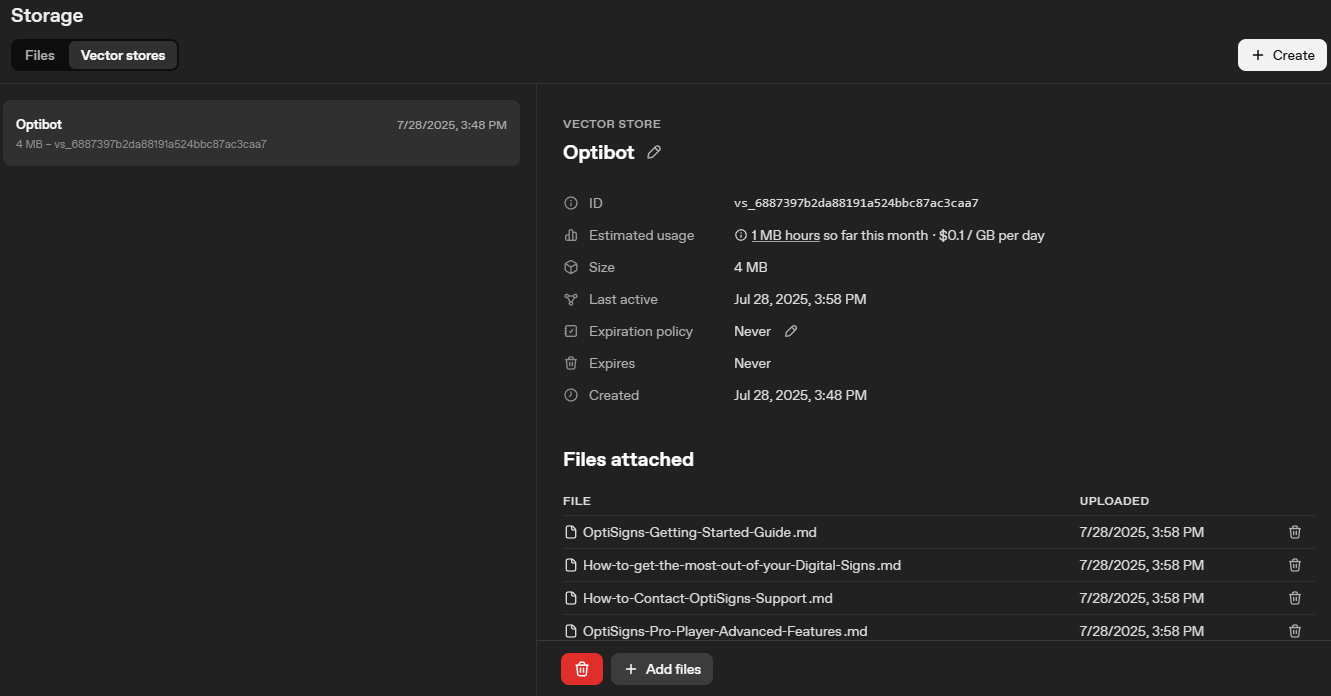 Storage
Files
Vector stores
+ Create
Optibot
7/28/2025, 3:48 PM
4 MB – vs_6887397b2da88191a524bbc87ac3caa7
VECTOR STORE
Optibot
ID
vs_6887397b2da88191a524bbc87ac3caa7
Estimated usage
1 MB hours so far this month · $0.1 / GB per day
Size
4 MB
Last active
Jul 28, 2025, 3:58 PM
Expiration policy
Never
Expires
Never
Created
Jul 28, 2025, 3:48 PM
Files attached
FILE
UPLOADED
OptiSigns-Getting-Started-Guide.md
7/28/2025, 3:58 PM
How-to-get-the-most-out-of-your-Digital-Signs.md
7/28/2025, 3:58 PM
How-to-Contact-OptiSigns-Support.md
7/28/2025, 3:58 PM
OptiSigns-Pro-Player-Advanced-Features.md
7/28/2025, 3:58 PM
+ Add files